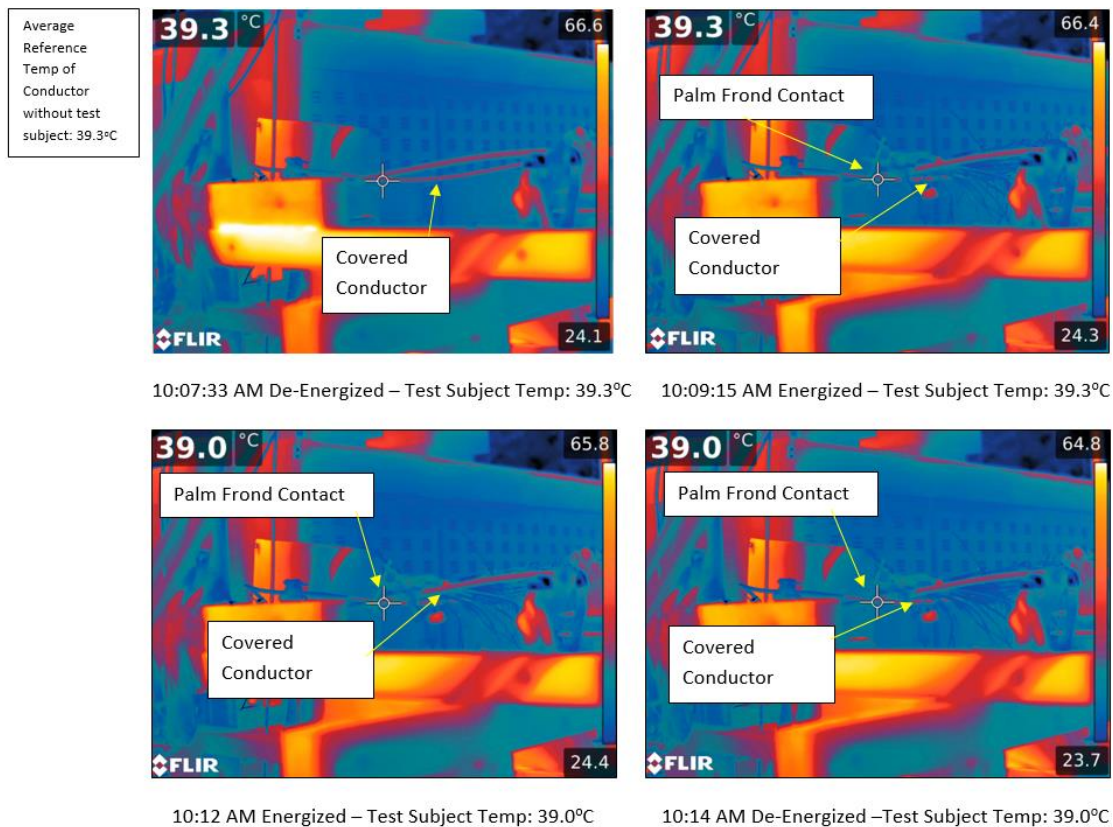 Average
Reference
Temp of
Conductor
without test
subject: 39.3°C
39.3 °C
66.6
Covered
Conductor
FLIR
24.1
39.3 °C
66.4
Palm Frond Contact
Covered
Conductor
FLIR
24.3
10:07:33 AM De-Energized – Test Subject Temp: 39.3°C
10:09:15 AM Energized – Test Subject Temp: 39.3°C
39.0 °C
65.8
Palm Frond Contact
Covered
Conductor
FLIR
24.4
39.0 °C
64.8
Palm Frond Contact
Covered
Conductor
FLIR
23.7
10:12 AM Energized – Test Subject Temp: 39.0°C
10:14 AM De-Energized –Test Subject Temp: 39.0°C